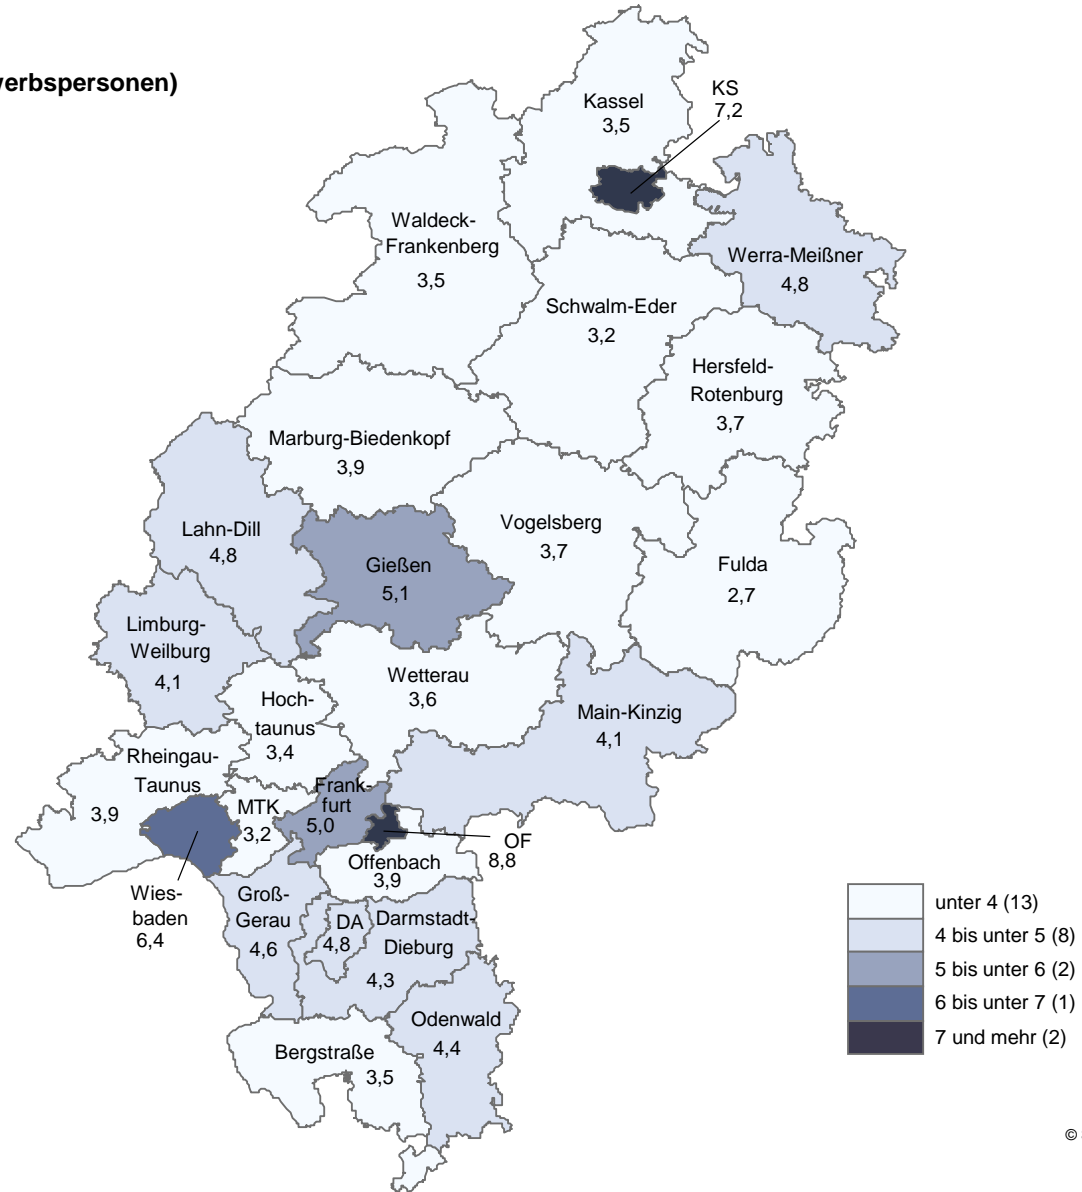 werbspersonen)
KS
7,2
Kassel
3,5
Waldeck-
Frankenberg
3,5
Werra-Meißner
4,8
Schwalm-Eder
3,2
Hersfeld-
Rotenburg
3,7
Marburg-Biedenkopf
3,9
Lahn-Dill
4,8
Vogelsberg
3,7
Gießen
5,1
Fulda
2,7
Limburg-
Weilburg
4,1
Wetterau
3,6
Hoch-
taunus
3,4
Main-Kinzig
4,1
Rheingau-
Taunus
3,9
Frank-
furt
5,0
MTK
3,2
OF
8,8
Offenbach
3,9
Wies-
baden
6,4
Groß-
Gerau
4,6
DA
4,8
Darmstadt-
Dieburg
4,3
Odenwald
4,4
Bergstraße
3,5
unter 4 (13)
4 bis unter 5 (8)
5 bis unter 6 (2)
6 bis unter 7 (1)
7 und mehr (2)
©